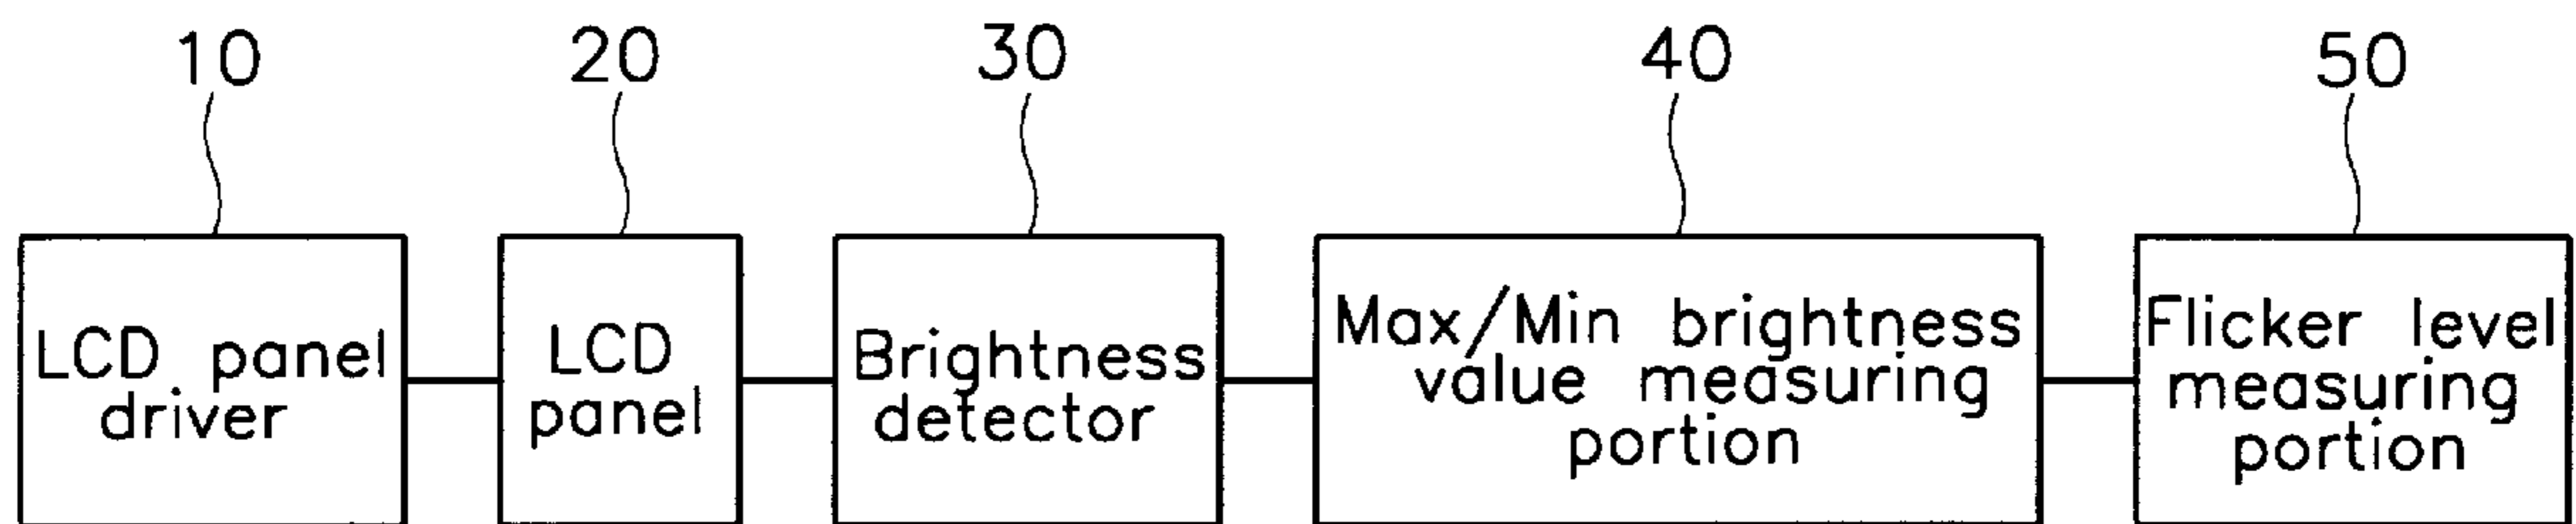 10 20 30 40 50
LCD panel
driver
LCD
panel
Brightness
detector
Max/Min brightness
value measuring
portion
Flicker level
measuring
portion